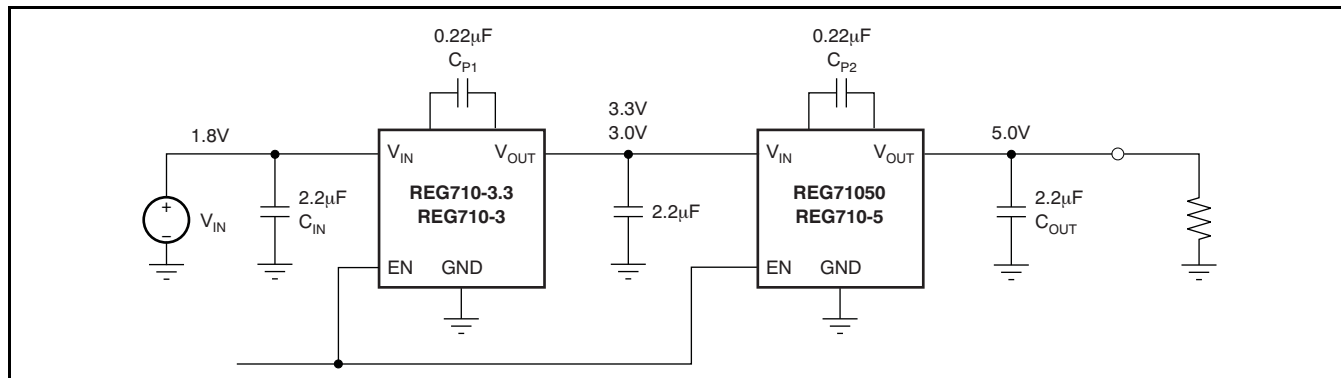 0.22μF
C_P1
0.22μF
C_P2
1.8V
3.3V
3.0V
5.0V
V_IN
V_OUT
V_IN
V_OUT
REG710-3.3
REG710-3
REG71050
REG710-5
+
−
V_IN
2.2μF
C_IN
2.2μF
2.2μF
C_OUT
EN
GND
EN
GND